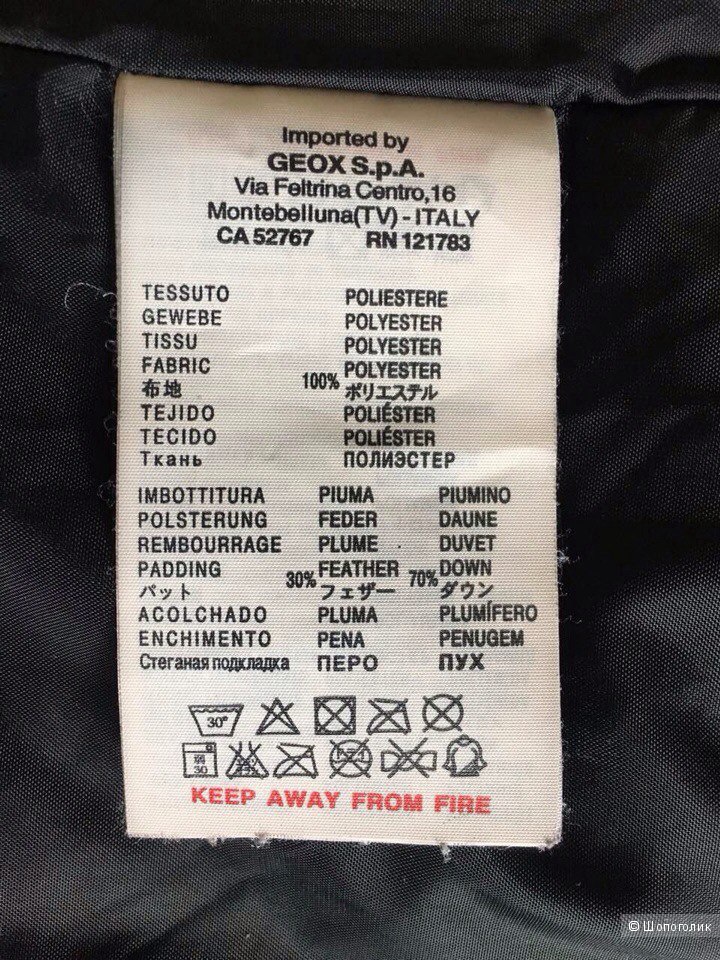 Imported by
GEOX S.p.A.
Via Feltrina Centro,16
Montebelluna(TV) - ITALY
CA 52767 RN 121783
TESSUTO POLIESTERE
GEWEBE POLYESTER
TISSU POLYESTER
FABRIC 100% POLYESTER
布地 ポリエステル
TEJIDO POLIÉSTER
TECIDO POLIÉSTER
Ткань ПОЛИЭСТЕР
IMBOTTITURA PIUMA PIUMINO
POLSTERUNG FEDER DAUNE
REMBOURRAGE PLUME DUVET
PADDING 30% FEATHER 70% DOWN
パット フェザー ダウン
ACOLCHADO PLUMA PLUMÍFERO
ENCHIMENTO PENA PENUGEM
Стеганая подкладка ПЕРО ПУХ
30°
弱 30
KEEP AWAY FROM FIRE
© Шопоголик